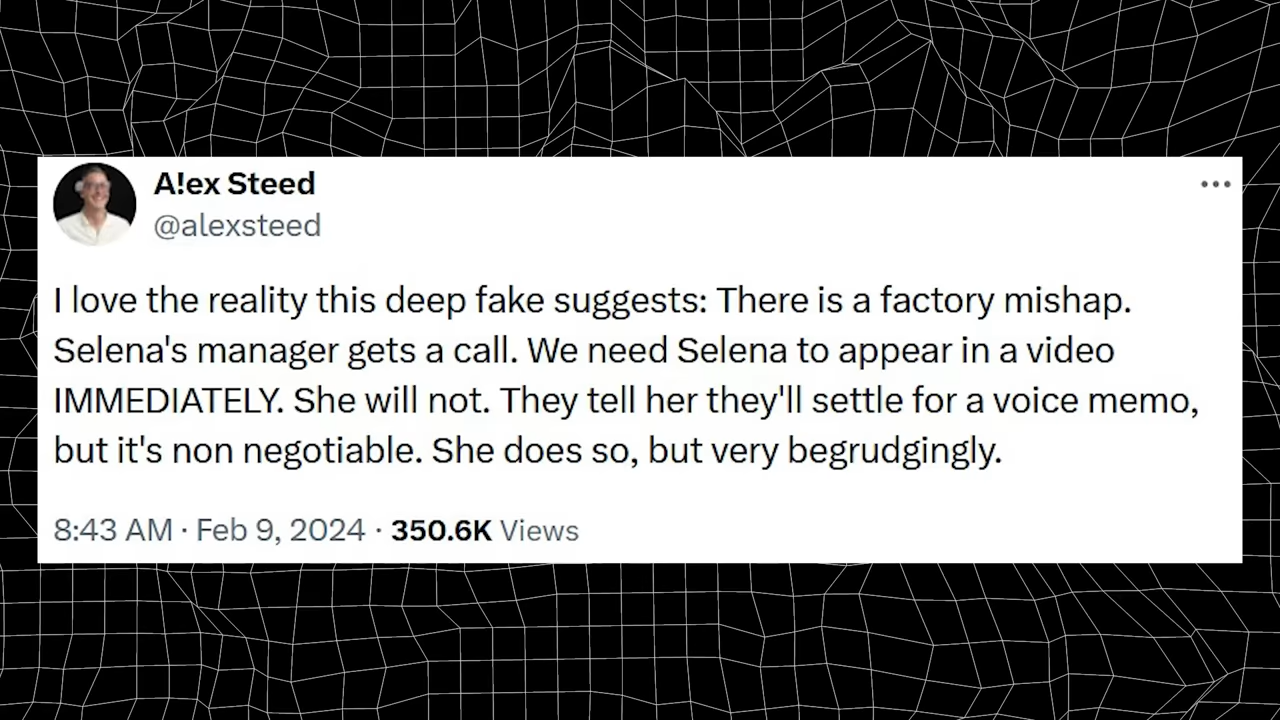 A!ex Steed
@alexsteed
I love the reality this deep fake suggests: There is a factory mishap.
Selena's manager gets a call. We need Selena to appear in a video
IMMEDIATELY. She will not. They tell her they'll settle for a voice memo,
but it's non negotiable. She does so, but very begrudgingly.
8:43 AM · Feb 9, 2024 · 350.6K Views